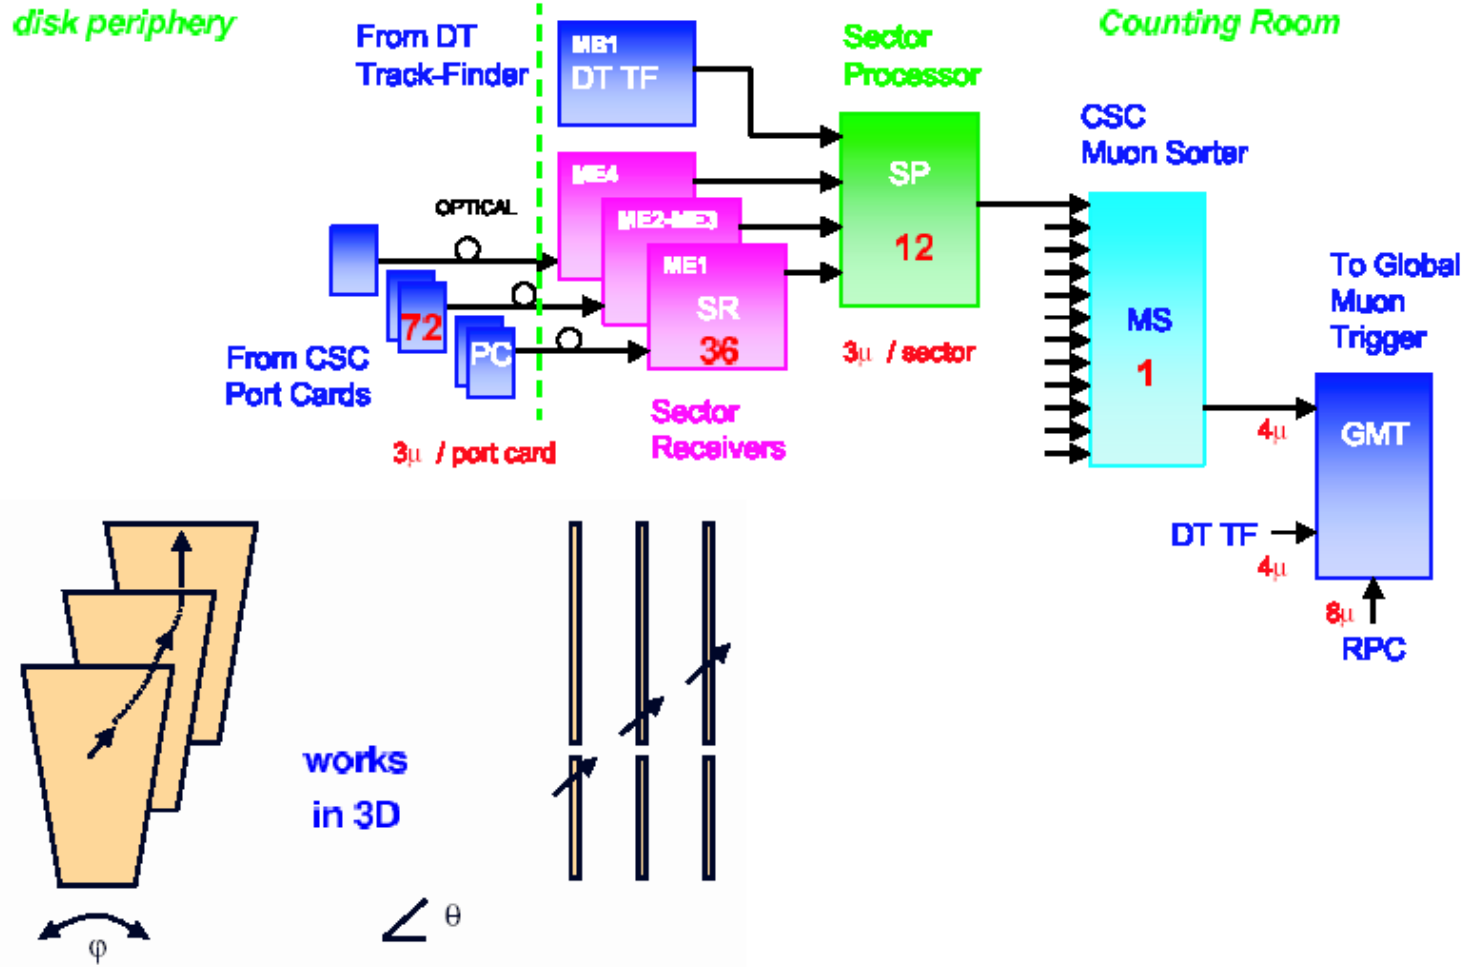 disk periphery
Counting Room
From DT
Track-Finder
MB1
DT TF
Sector
Processor
CSC
Muon Sorter
OPTICAL
ME4
ME2-ME3
ME1
SR
36
SP
12
72
PC
From CSC
Port Cards
3μ / port card
Sector
Receivers
3μ / sector
MS
1
To Global
Muon
Trigger
4μ
GMT
DT TF
4μ
8μ
RPC
works
in 3D
φ
θ